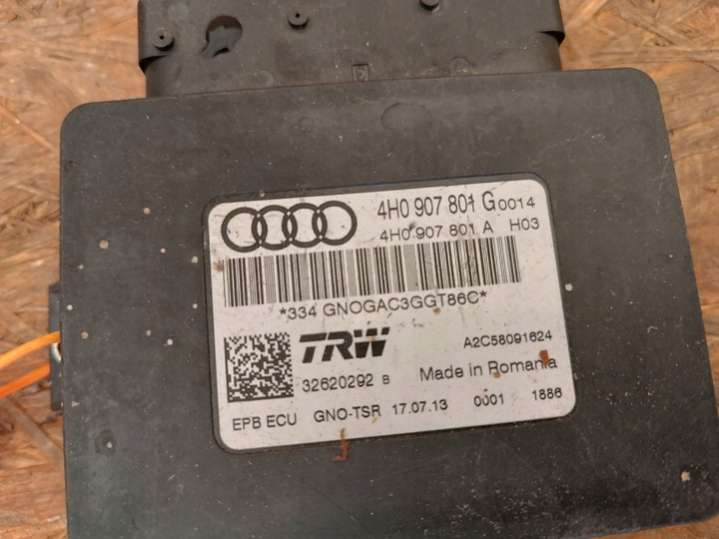 4H0 907 801 G 0014
4H0 907 801 A H03
*334 GNOGAC3GGT86C*
TRW
A2C58091624
32620292 B
Made in Romania
EPB ECU GNO-TSR 17.07.13 0001 1886